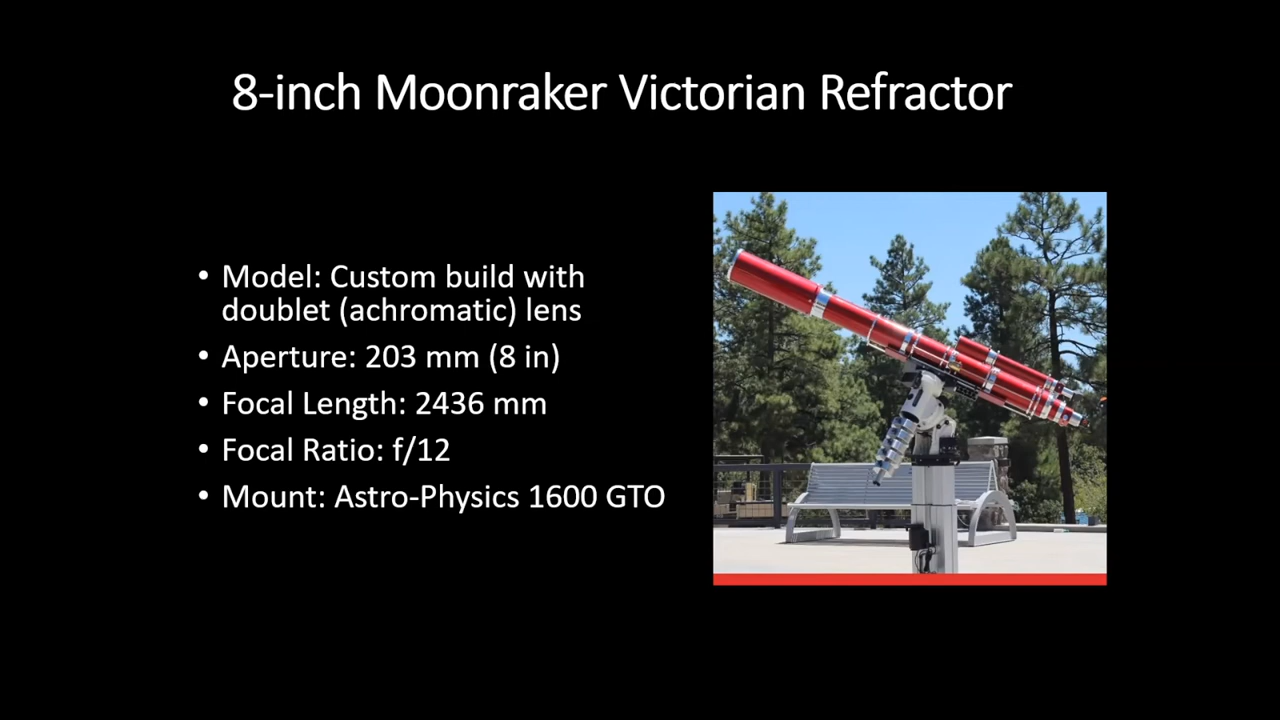 8-inch Moonraker Victorian Refractor
• Model: Custom build with
doublet (achromatic) lens
• Aperture: 203 mm (8 in)
• Focal Length: 2436 mm
• Focal Ratio: f/12
• Mount: Astro-Physics 1600 GTO